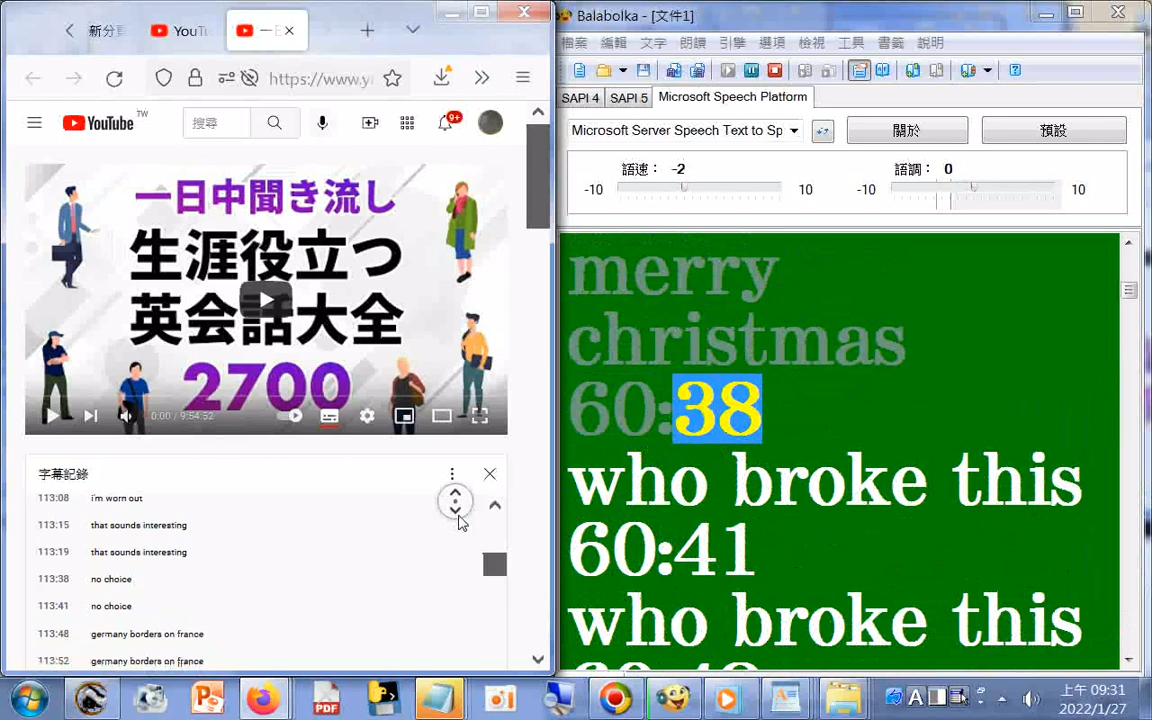 新分
YouTu
一 E
https://www.y
YouTube TW
搜尋
9+
一日中聞き流し
生涯役立つ
英会話大全
2700
0:00 / 9:54:52
字幕記錄
113:08 i'm worn out
113:15 that sounds interesting
113:19 that sounds interesting
113:38 no choice
113:41 no choice
113:48 germany borders on france
113:52 germany borders on france
Balabolka - [文件1]
檔案 編輯 文字 朗讀 引擎 選項 檢視 工具 書籤 說明
SAPI 4 SAPI 5 Microsoft Speech Platform
Microsoft Server Speech Text to Sp
關於 預設
語速： -2 語調： 0
-10 10 -10 10
merry
christmas
60:38
who broke this
60:41
who broke this
60:48
PDF
A
上午 09:31
2022/1/27